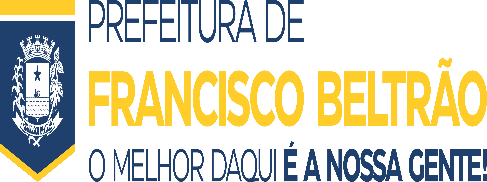 PREFEITURA DE
FRANCISCO BELTRÃO
O MELHOR DAQUI É A NOSSA GENTE!